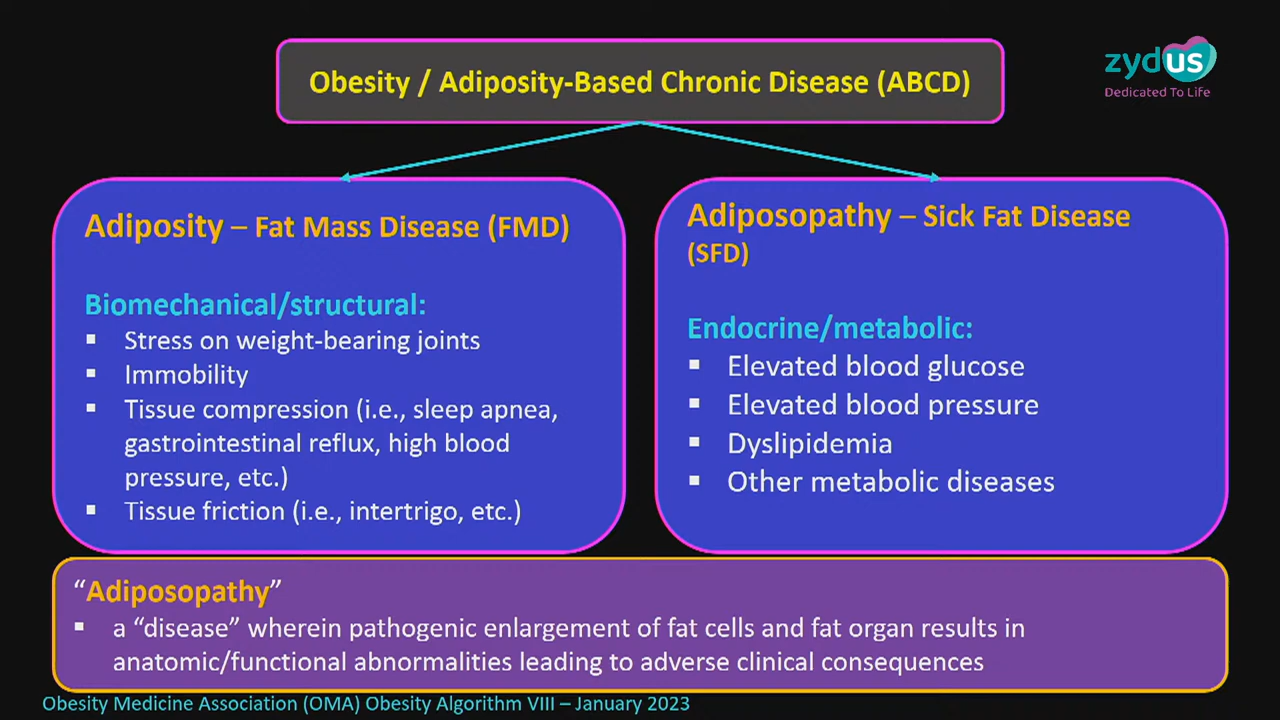 Obesity / Adiposity-Based Chronic Disease (ABCD)
zydus
Dedicated To Life
Adiposity – Fat Mass Disease (FMD)
Biomechanical/structural:
▪ Stress on weight-bearing joints
▪ Immobility
▪ Tissue compression (i.e., sleep apnea,
gastrointestinal reflux, high blood
pressure, etc.)
▪ Tissue friction (i.e., intertrigo, etc.)
Adiposopathy – Sick Fat Disease
(SFD)
Endocrine/metabolic:
▪ Elevated blood glucose
▪ Elevated blood pressure
▪ Dyslipidemia
▪ Other metabolic diseases
“Adiposopathy”
▪ a “disease” wherein pathogenic enlargement of fat cells and fat organ results in
anatomic/functional abnormalities leading to adverse clinical consequences
Obesity Medicine Association (OMA) Obesity Algorithm VIII – January 2023